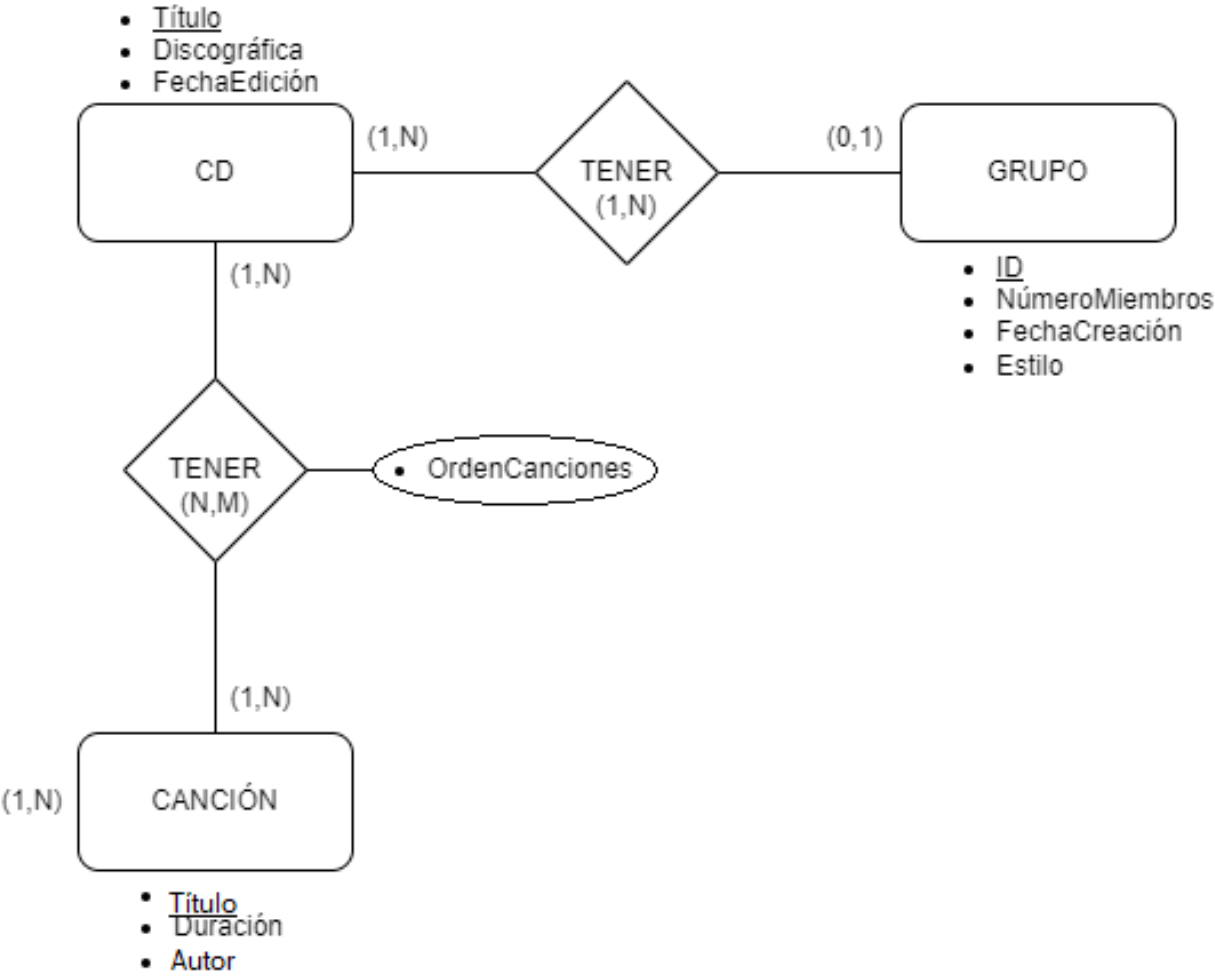 • Título
• Discográfica
• FechaEdición
CD
(1,N)
TENER
(1,N)
(0,1)
GRUPO
(1,N)
• ID
• NúmeroMiembros
• FechaCreación
• Estilo
TENER
(N,M)
• OrdenCanciones
(1,N)
(1,N)
CANCIÓN
• Título
• Duración
• Autor